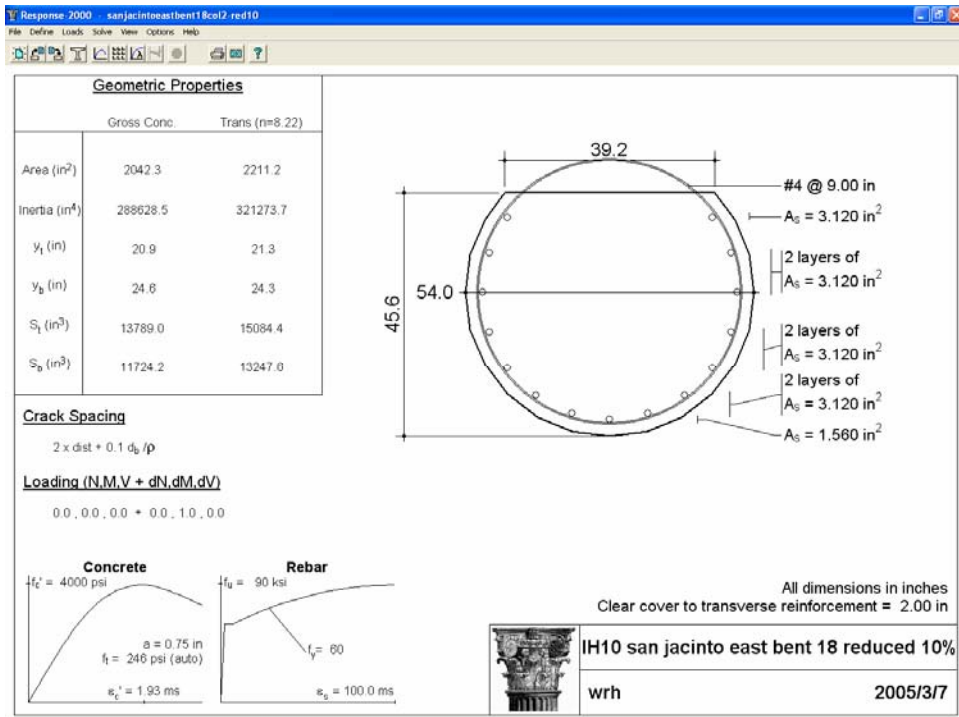 Response-2000 - sanjacintoeastbent18col2-red10
File Define Loads Solve View Options Help
Geometric Properties
Gross Conc. Trans (n=8.22)
Area (in²) 2042.3 2211.2
Inertia (in⁴) 288628.5 321273.7
yt (in) 20.9 21.3
yb (in) 24.6 24.3
St (in³) 13789.0 15084.4
Sb (in³) 11724.2 13247.0
Crack Spacing
2 x dist + 0.1 db /ρ
Loading (N,M,V + dN,dM,dV)
0.0 , 0.0 , 0.0 + 0.0 , 1.0 , 0.0
Concrete
fc' = 4000 psi
a = 0.75 in
ft = 246 psi (auto)
εc' = 1.93 ms
Rebar
fu = 90 ksi
fy= 60
εs = 100.0 ms
39.2
54.0
45.6
#4 @ 9.00 in
As = 3.120 in²
2 layers of
As = 3.120 in²
2 layers of
As = 3.120 in²
2 layers of
As = 3.120 in²
As = 1.560 in²
All dimensions in inches
Clear cover to transverse reinforcement = 2.00 in
IH10 san jacinto east bent 18 reduced 10%
wrh 2005/3/7